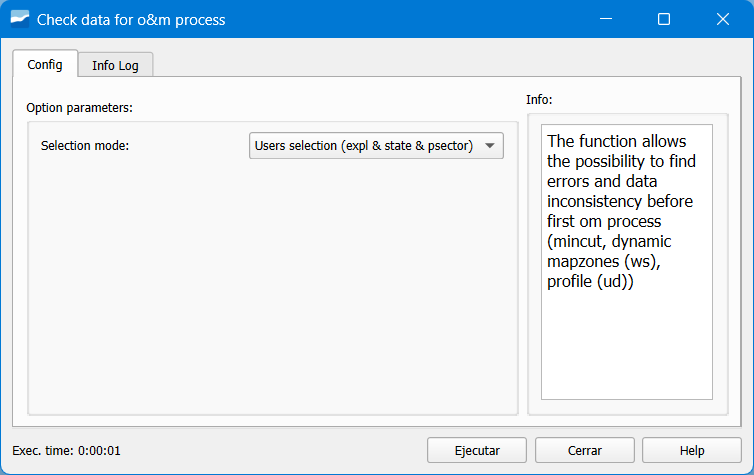 Check data for o&m process
Config
Info Log
Option parameters:
Selection mode:
Users selection (expl & state & psector)
Info:
The function allows
the possibility to find
errors and data
inconsistency before
first om process
(mincut, dynamic
mapzones (ws),
profile (ud))
Exec. time: 0:00:01
Ejecutar
Cerrar
Help